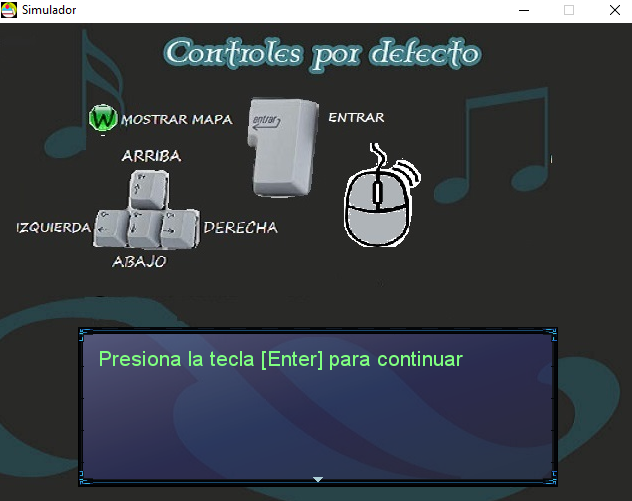 Simulador
Controles por defecto
W MOSTRAR MAPA
entrar
ENTRAR
ARRIBA
IZQUIERDA
DERECHA
ABAJO
Presiona la tecla [Enter] para continuar